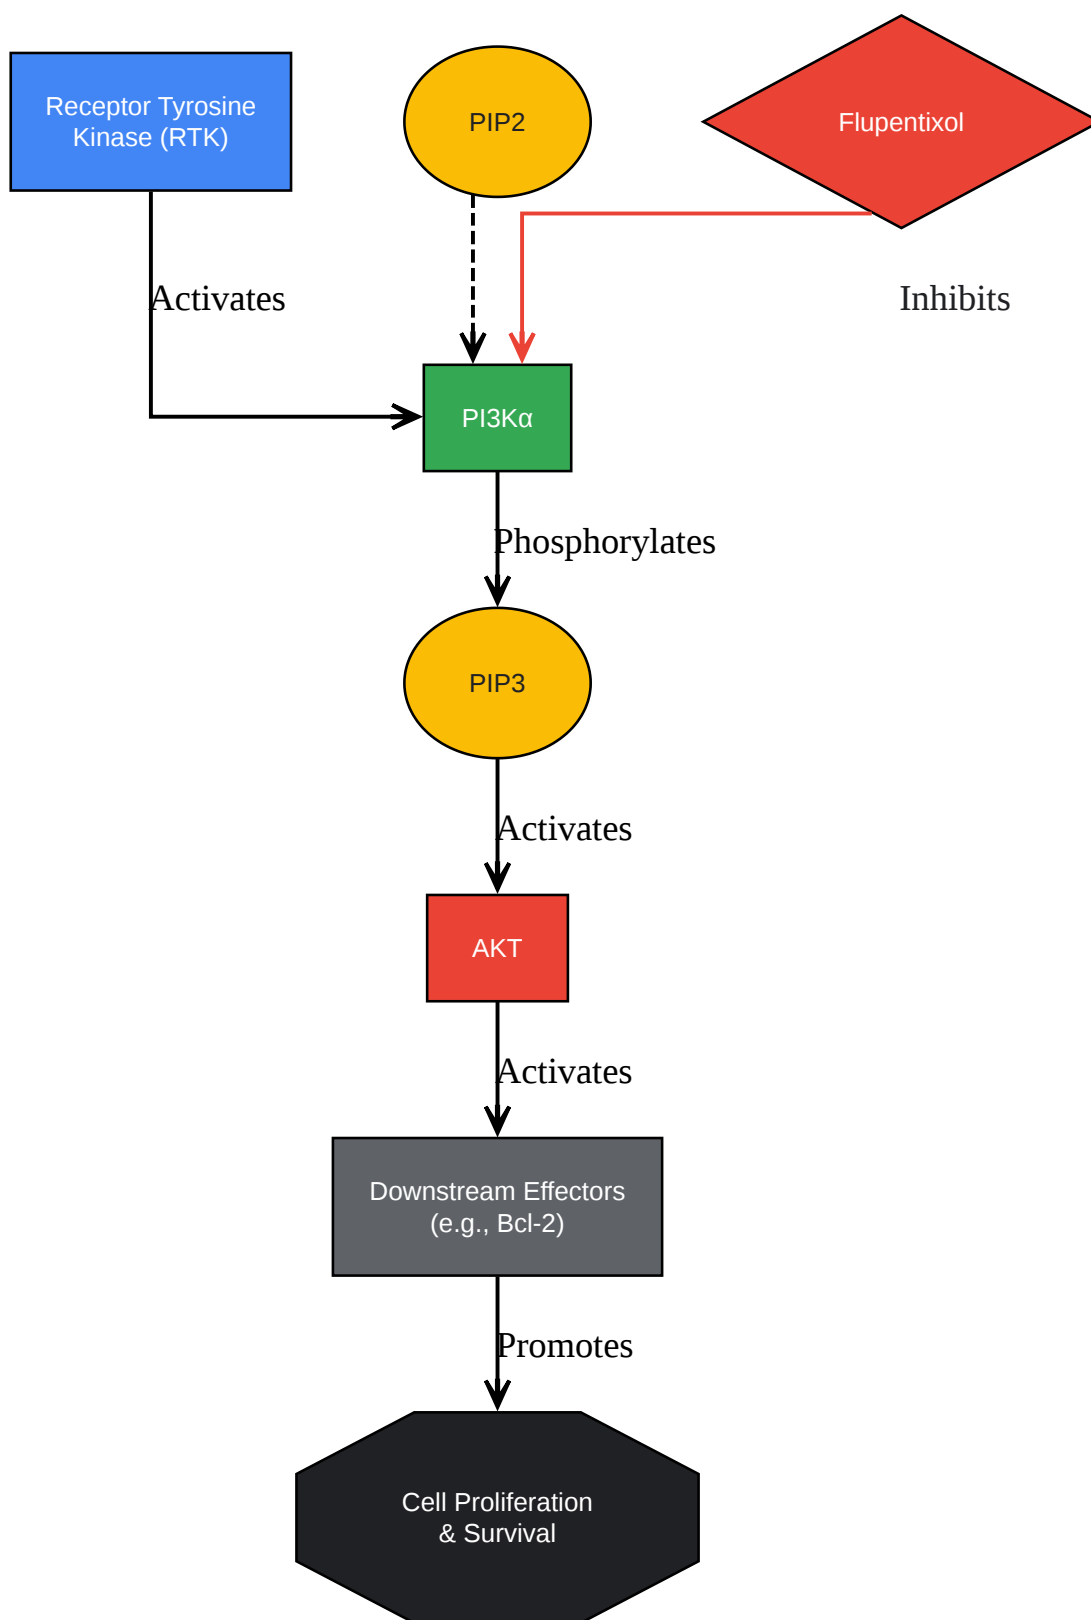 Receptor Tyrosine
Kinase (RTK)
PIP2
Flupentixol
Activates
Inhibits
PI3Kα
Phosphorylates
PIP3
Activates
AKT
Activates
Downstream Effectors
(e.g., Bcl-2)
Promotes
Cell Proliferation
& Survival